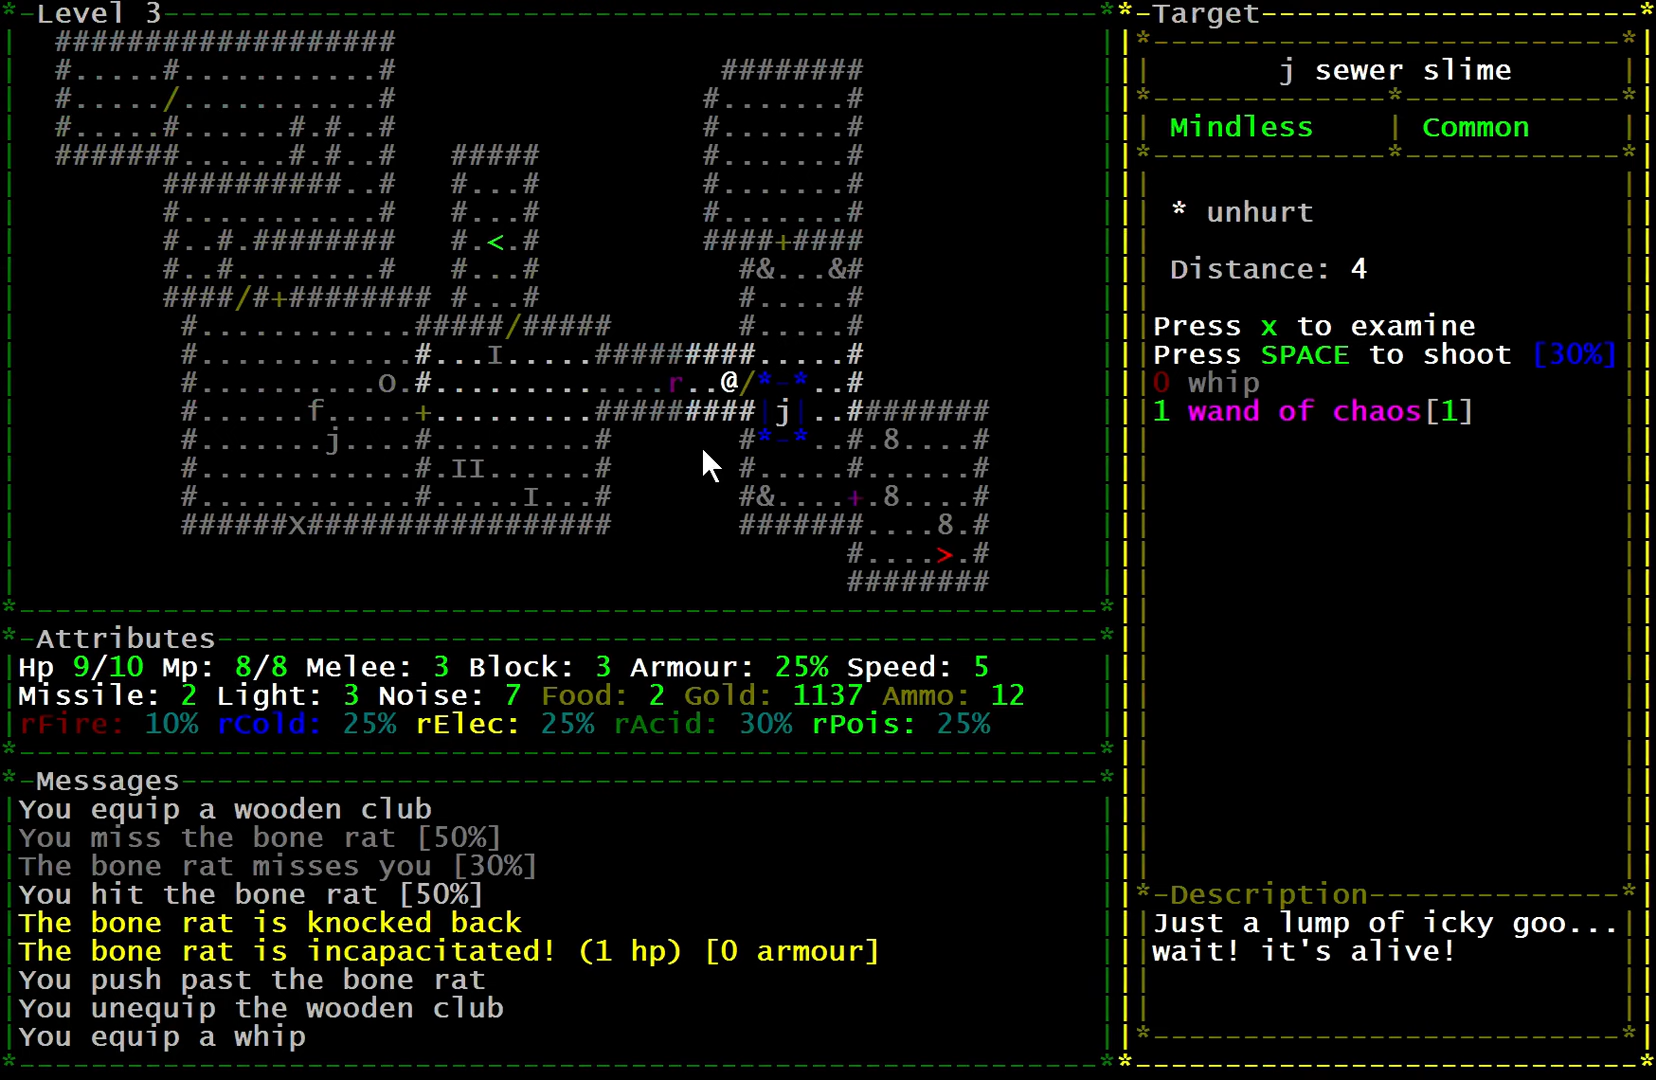 Level 3
###################
#.....#...........# ########
#...../...........# #.......#
#.....#......#.#..# #.......#
#######......#.#..# ##### #.......#
##########..# #...# #.......#
#...........# #...# #.......#
#..#.######## #.<.# ####+####
#..#........# #...# #&...&#
####/#+######## #...# #.....#
#............#####/##### #.....#
#............#...I.....#########.....#
#..........o.#.............r..@/*-*..#
#......f.....+..........#########|j|..########
#.......j....#.........# #*-*..#.8....#
#............#.II......# #.....#......#
#............#.....I...# #&....+.8....#
######x################# #######....8.#
#....>.#
########
Attributes
Hp 9/10 Mp: 8/8 Melee: 3 Block: 3 Armour: 25% Speed: 5
Missile: 2 Light: 3 Noise: 7 Food: 2 Gold: 1137 Ammo: 12
rFire: 10% rCold: 25% rElec: 25% rAcid: 30% rPois: 25%
Messages
You equip a wooden club
You miss the bone rat [50%]
The bone rat misses you [30%]
You hit the bone rat [50%]
The bone rat is knocked back
The bone rat is incapacitated! (1 hp) [0 armour]
You push past the bone rat
You unequip the wooden club
You equip a whip
Target
j sewer slime
Mindless | Common
* unhurt
Distance: 4
Press x to examine
Press SPACE to shoot [30%]
0 whip
1 wand of chaos[1]
Description
Just a lump of icky goo...
wait! it's alive!